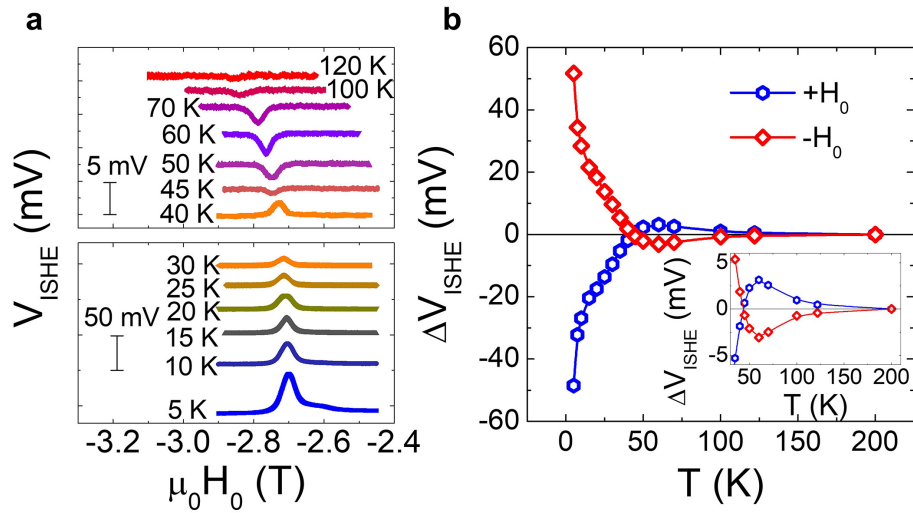 a
120 K
100 K
70 K
60 K
50 K
5 mV
45 K
40 K
V_ISHE (mV)
30 K
25 K
20 K
50 mV
15 K
10 K
5 K
-3.2 -3.0 -2.8 -2.6 -2.4
μ₀H₀ (T)
b
60
40
20
0
-20
-40
-60
ΔV_ISHE (mV)
+H₀
-H₀
5
0
-5
ΔV_ISHE (mV)
50 100 150 200
T (K)
0 50 100 150 200
T (K)